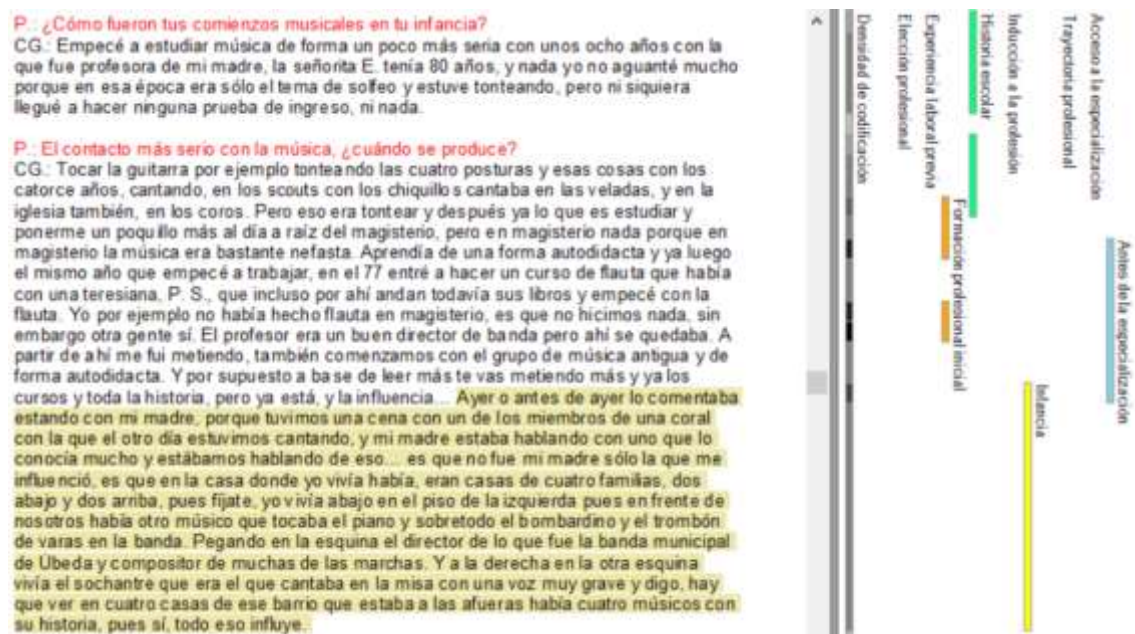 P.: ¿Cómo fueron tus comienzos musicales en tu infancia?
CG.: Empecé a estudiar música de forma un poco más seria con unos ocho años con la
que fue profesora de mi madre, la señorita E. tenía 80 años, y nada yo no aguanté mucho
porque en esa época era sólo el tema de solfeo y estuve tonteando, pero ni siquiera
llegué a hacer ninguna prueba de ingreso, ni nada.
P.: El contacto más serio con la música, ¿cuándo se produce?
CG.: Tocar la guitarra por ejemplo tonteando las cuatro posturas y esas cosas con los
catorce años, cantando, en los scouts con los chiquillos cantaba en las veladas, y en la
iglesia también, en los coros. Pero eso era tontear y después ya lo que es estudiar y
ponerme un poquillo más al día a raíz del magisterio, pero en magisterio nada porque en
magisterio la música era bastante nefasta. Aprendía de una forma autodidacta y ya luego
el mismo año que empecé a trabajar, en el 77 entré a hacer un curso de flauta que había
con una teresiana, P. S., que incluso por ahí andan todavía sus libros y empecé con la
flauta. Yo por ejemplo no había hecho flauta en magisterio, es que no hicimos nada, sin
embargo otra gente sí. El profesor era un buen director de banda pero ahí se quedaba. A
partir de ahí me fui metiendo, también comenzamos con el grupo de música antigua y de
forma autodidacta. Y por supuesto a base de leer más te vas metiendo más y ya los
cursos y toda la historia, pero ya está, y la influencia... Ayer o antes de ayer lo comentaba
estando con mi madre, porque tuvimos una cena con un de los miembros de una coral
con la que el otro día estuvimos cantando, y mi madre estaba hablando con uno que lo
conocía mucho y estábamos hablando de eso... es que no fue mi madre sólo la que me
influenció, es que en la casa donde yo vivía había, eran casas de cuatro familias, dos
abajo y dos arriba, pues fíjate, yo vivía abajo en el piso de la izquierda pues en frente de
nosotros había otro músico que tocaba el piano y sobretodo el bombardino y el trombón
de varas en la banda. Pegando en la esquina el director de lo que fue la banda municipal
de Úbeda y compositor de muchas de las marchas. Y a la derecha en la otra esquina
vivía el sochantre que era el que cantaba en la misa con una voz muy grave y digo, hay
que ver en cuatro casas de ese barrio que estaba a las afueras había cuatro músicos con
su historia, pues sí, todo eso influye.
Densidad de codificación
Elección profesional
Experiencia laboral previa
Formación profesional inicial
Historia escolar
Inducción a la profesión
Infancia
Trayectoria profesional
Acceso a la especialización
Antes de la especialización